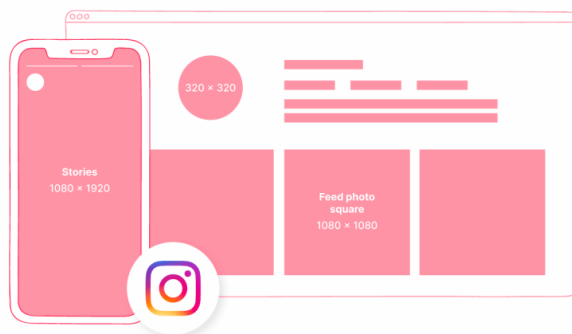 320 × 320
Stories
1080 × 1920
Feed photo
square
1080 × 1080